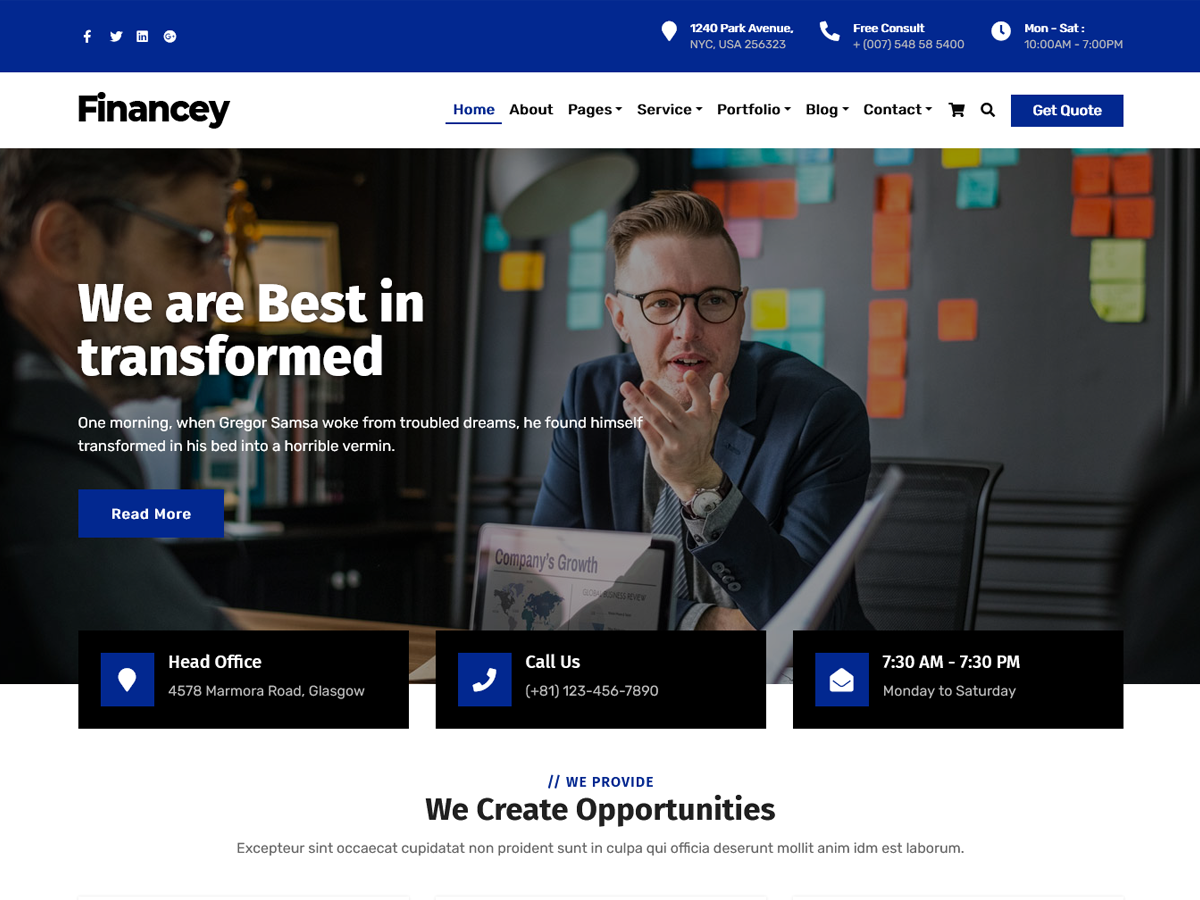 1240 Park Avenue,
NYC, USA 256323
Free Consult
+ (007) 548 58 5400
Mon - Sat :
10:00AM - 7:00PM
Financey
Home About Pages Service Portfolio Blog Contact Get Quote
We are Best in
transformed
One morning, when Gregor Samsa woke from troubled dreams, he found himself
transformed in his bed into a horrible vermin.
Read More
Company's Growth
GLOBAL BUSINESS REVIEW
Head Office
4578 Marmora Road, Glasgow
Call Us
(+81) 123-456-7890
7:30 AM - 7:30 PM
Monday to Saturday
// WE PROVIDE
We Create Opportunities
Excepteur sint occaecat cupidatat non proident sunt in culpa qui officia deserunt mollit anim idm est laborum.